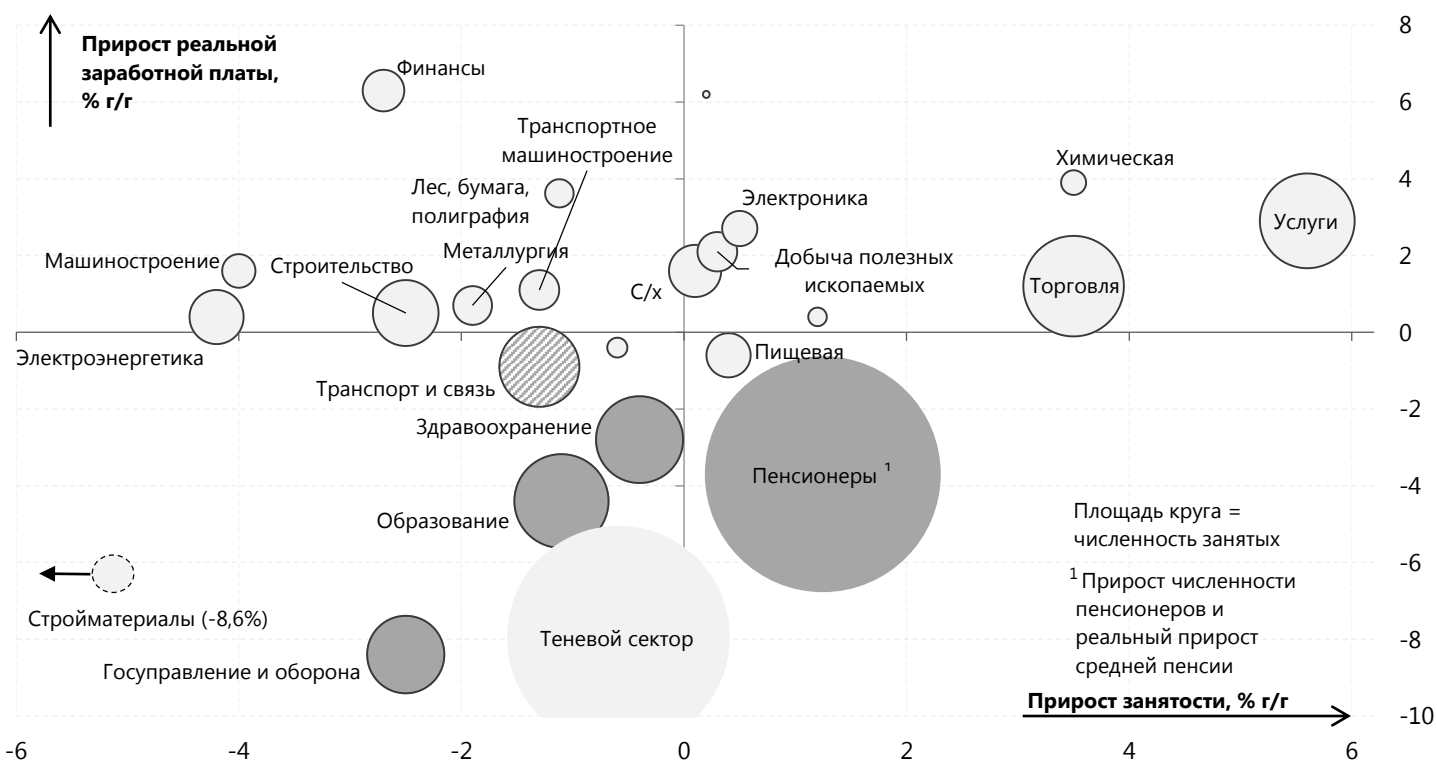 Прирост реальной
заработной платы,
% г/г
Финансы
Транспортное
машиностроение
Лес, бумага,
полиграфия
Металлургия
Машиностроение
Строительство
Электроэнергетика
С/х
Электроника
Добыча полезных
ископаемых
Химическая
Услуги
Торговля
Пищевая
Транспорт и связь
Здравоохранение
Пенсионеры ¹
Образование
Стройматериалы (-8,6%)
Теневой сектор
Госуправление и оборона
Площадь круга =
численность занятых
¹ Прирост численности
пенсионеров и
реальный прирост
средней пенсии
Прирост занятости, % г/г
8
6
4
2
0
-2
-4
-6
-8
-10
-6
-4
-2
0
2
4
6